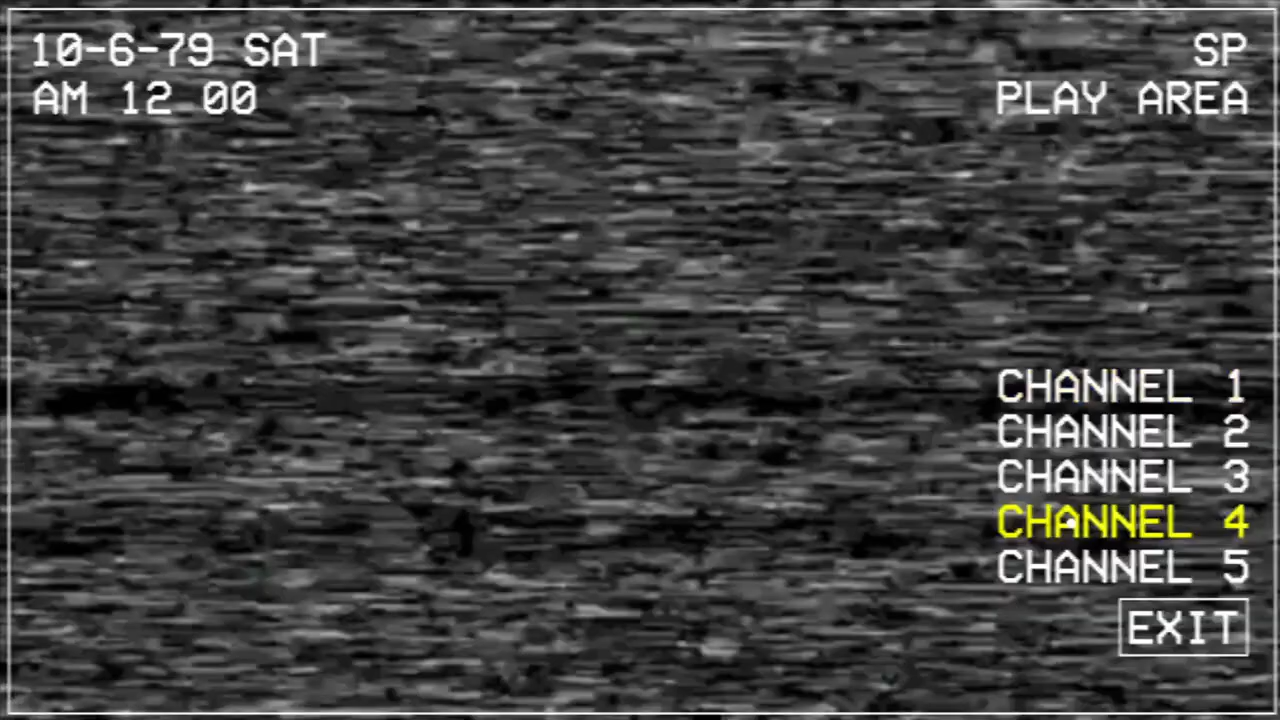 10-6-79 SAT
AM 12 00
SP
PLAY AREA
CHANNEL 1
CHANNEL 2
CHANNEL 3
CHANNEL 4
CHANNEL 5
EXIT